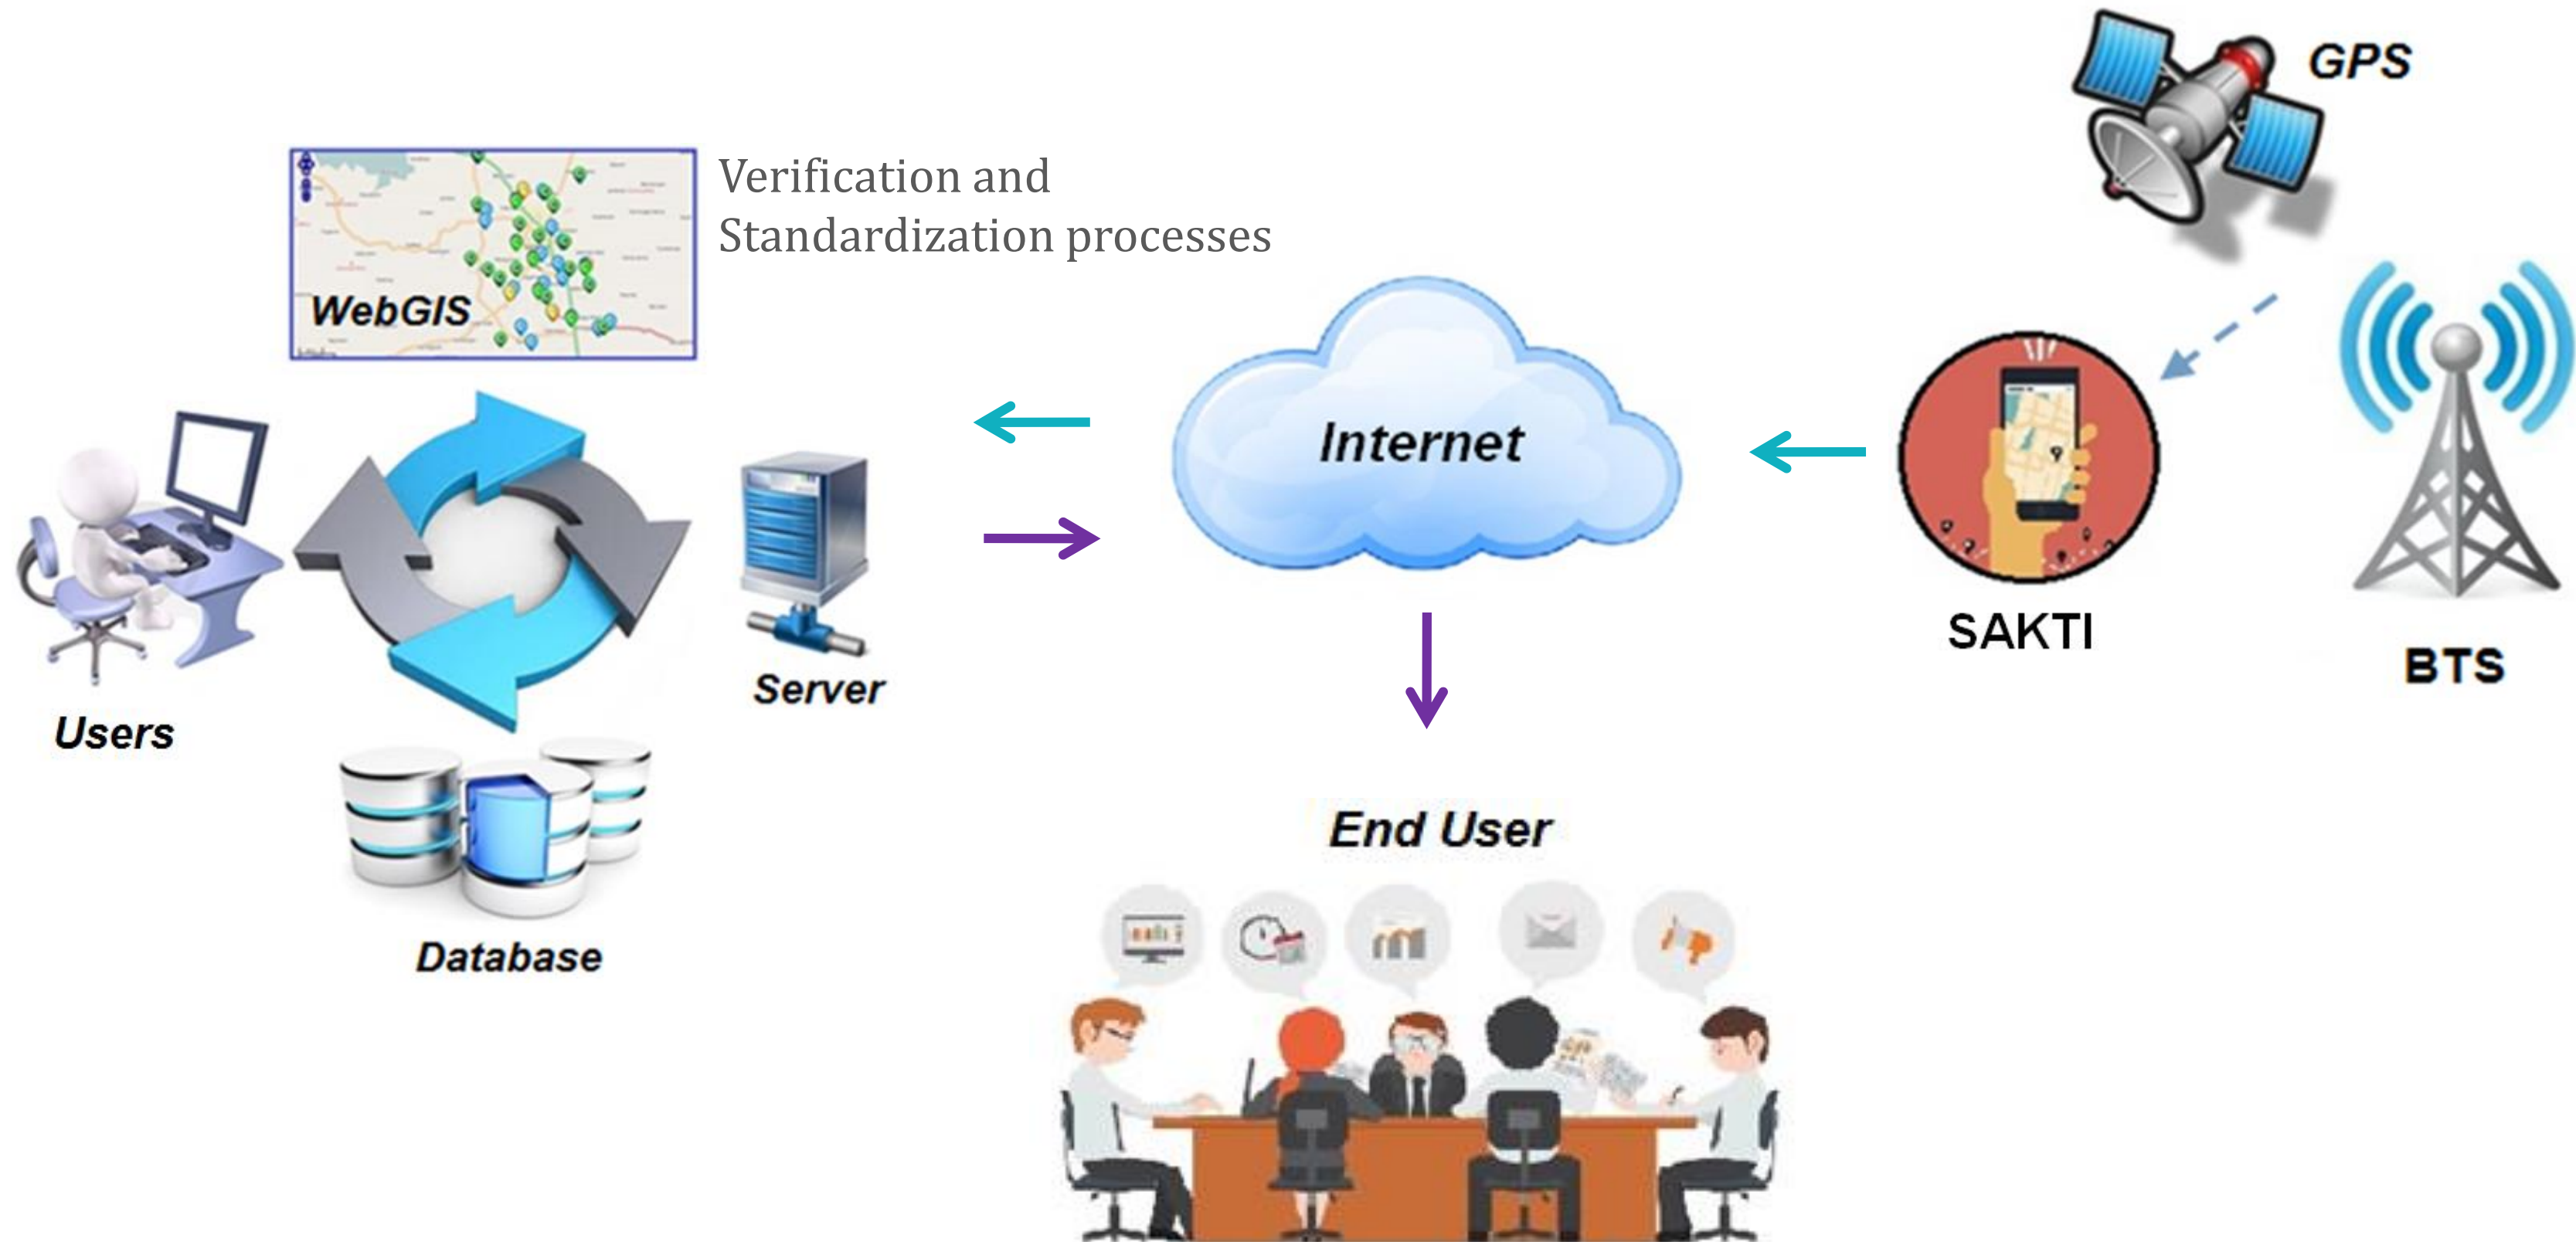 GPS
Verification and
Standardization processes
WebGIS
Internet
SAKTI
BTS
Server
Users
End User
Database